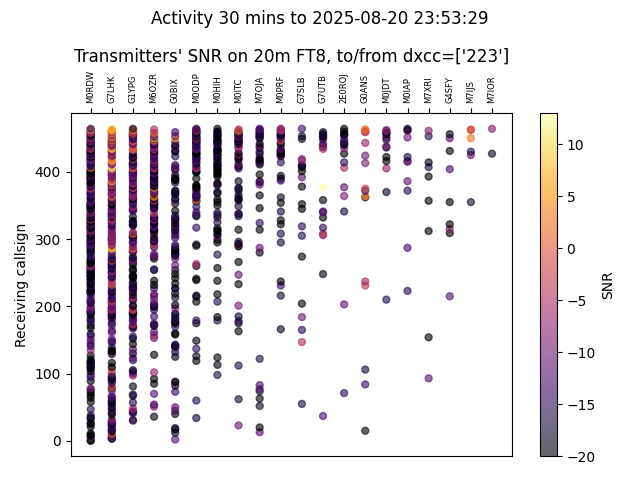 Activity 30 mins to 2025-08-20 23:53:29
Transmitters' SNR on 20m FT8, to/from dxcc=['223']
M0RDW G7LHK G1YPG M6OZR G0BIX M0ODP M0HIH M0ITC M7OJA M0PRF G7SLB G7UTB 2E0ROJ G0ANS M0JDT M0IAP M7XRI G4SFY M7IJS M7IOR
Receiving callsign
400
300
200
100
0
10
5
0
−5
−10
−15
−20
SNR